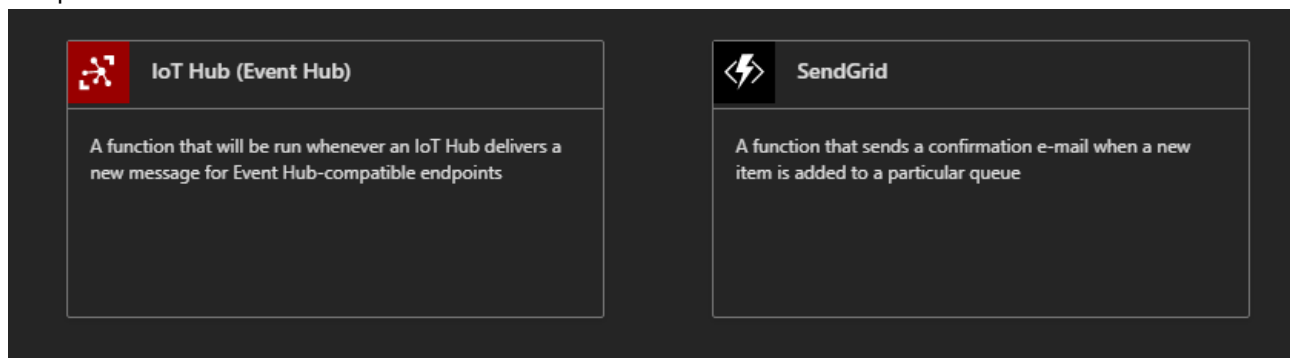 IoT Hub (Event Hub)
A function that will be run whenever an IoT Hub delivers a
new message for Event Hub-compatible endpoints
SendGrid
A function that sends a confirmation e-mail when a new
item is added to a particular queue